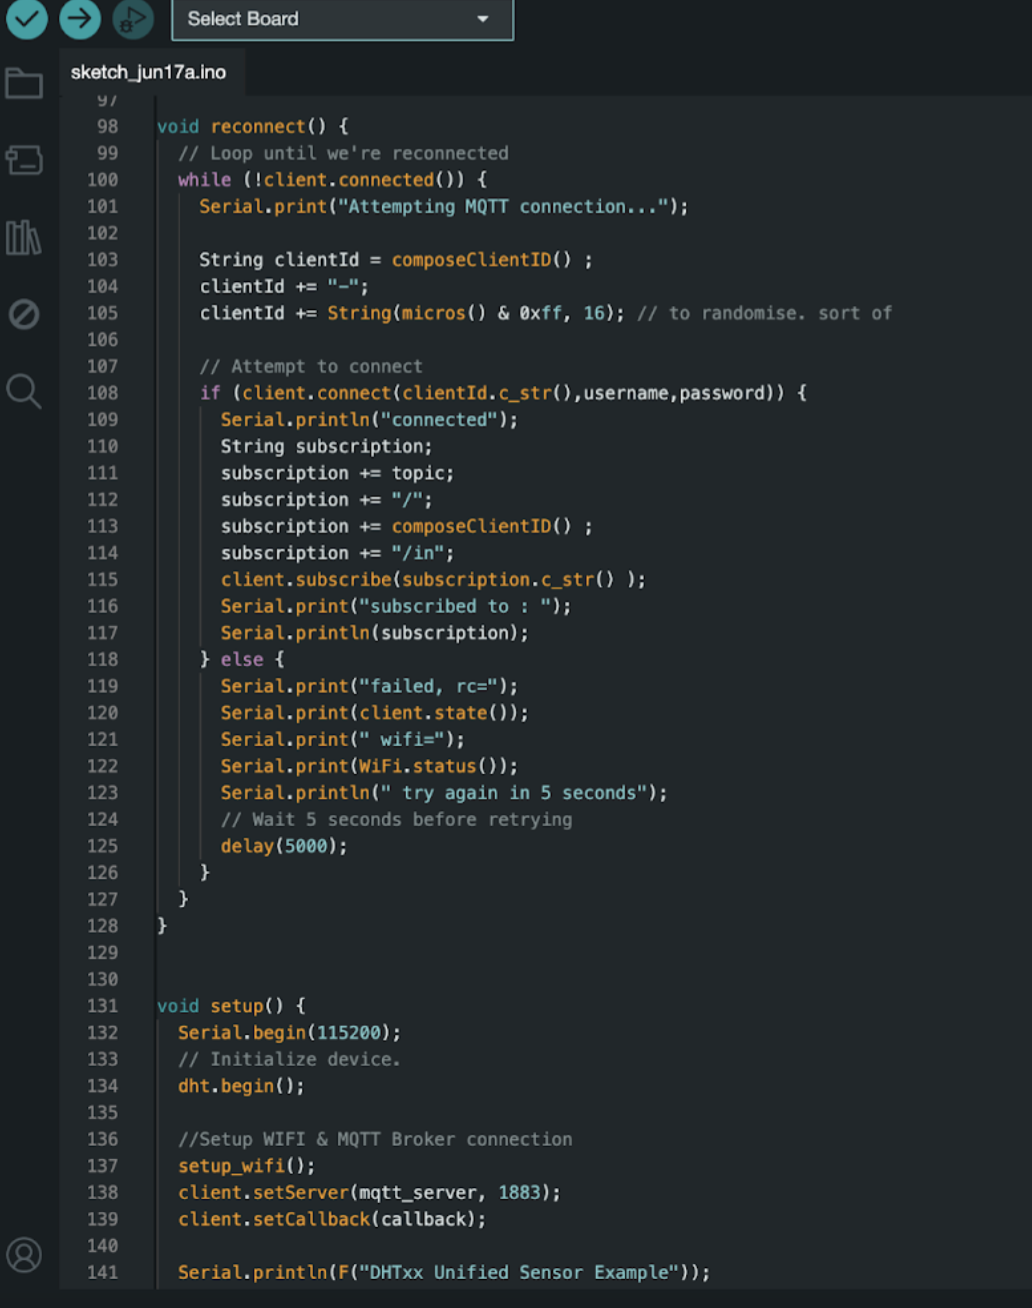 Select Board
sketch_jun17a.ino
97
98 void reconnect() {
99 // Loop until we're reconnected
100 while (!client.connected()) {
101 Serial.print("Attempting MQTT connection...");
102
103 String clientId = composeClientID() ;
104 clientId += "-";
105 clientId += String(micros() & 0xff, 16); // to randomise. sort of
106
107 // Attempt to connect
108 if (client.connect(clientId.c_str(),username,password)) {
109 Serial.println("connected");
110 String subscription;
111 subscription += topic;
112 subscription += "/";
113 subscription += composeClientID() ;
114 subscription += "/in";
115 client.subscribe(subscription.c_str() );
116 Serial.print("subscribed to : ");
117 Serial.println(subscription);
118 } else {
119 Serial.print("failed, rc=");
120 Serial.print(client.state());
121 Serial.print(" wifi=");
122 Serial.print(WiFi.status());
123 Serial.println(" try again in 5 seconds");
124 // Wait 5 seconds before retrying
125 delay(5000);
126 }
127 }
128 }
129
130
131 void setup() {
132 Serial.begin(115200);
133 // Initialize device.
134 dht.begin();
135
136 //Setup WIFI & MQTT Broker connection
137 setup_wifi();
138 client.setServer(mqtt_server, 1883);
139 client.setCallback(callback);
140
141 Serial.println(F("DHTxx Unified Sensor Example"));